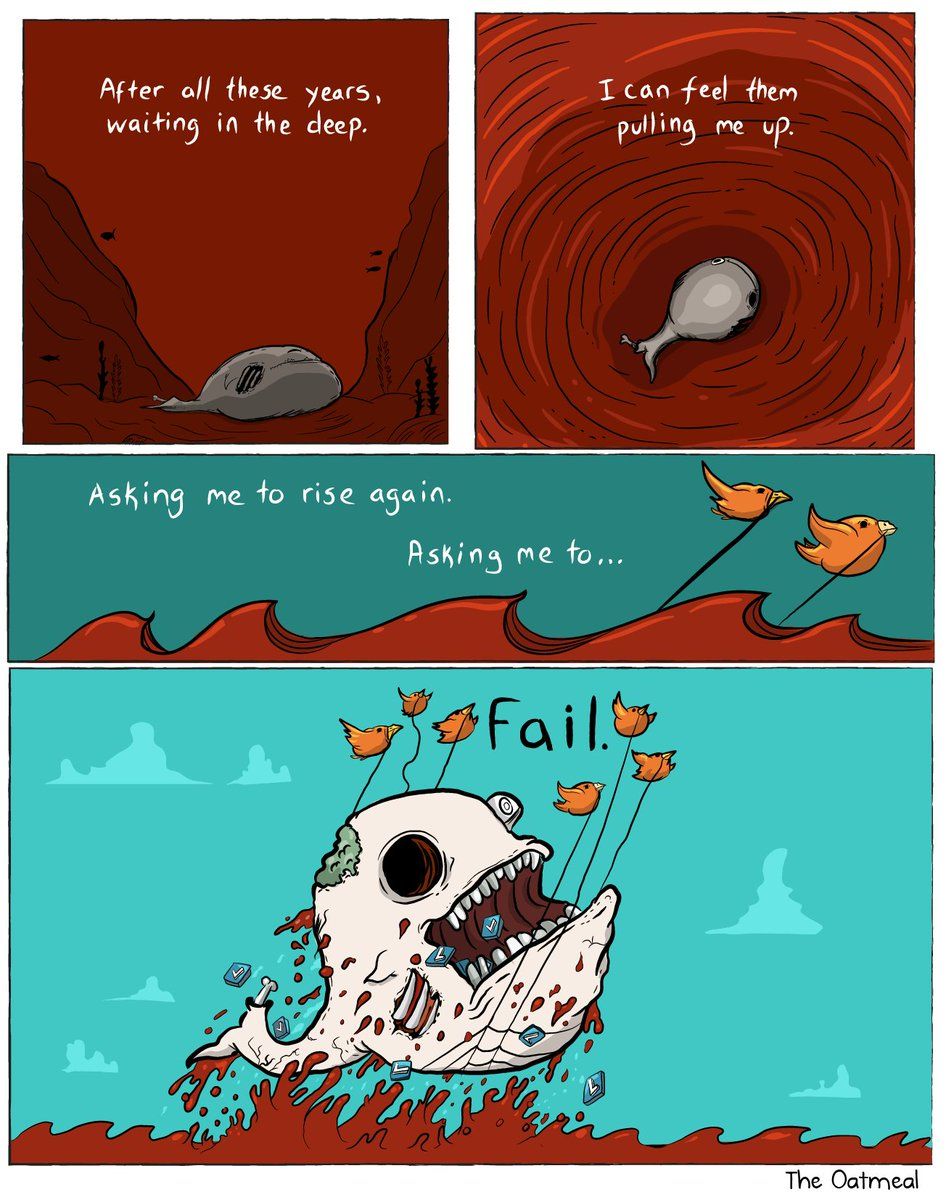 After all these years,
waiting in the deep.
I can feel them
pulling me up.
Asking me to rise again.
Asking me to...
Fail.
The Oatmeal